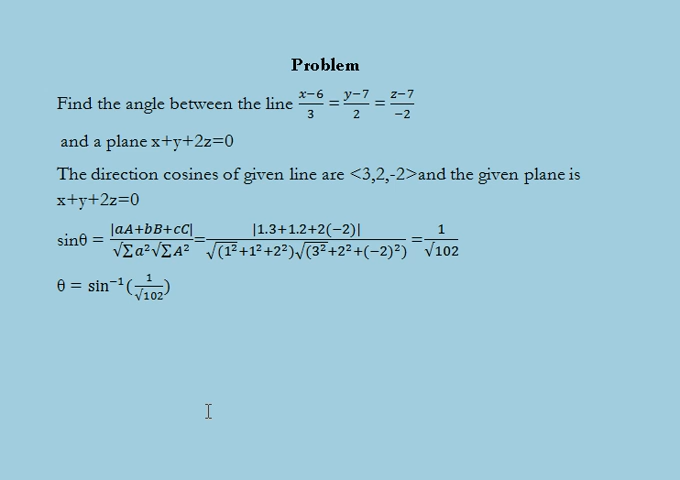 Problem
Find the angle between the line x−6/3 = y−7/2 = z−7/−2
and a plane x+y+2z=0
The direction cosines of given line are <3,2,-2>and the given plane is
x+y+2z=0
sinθ = |aA+bB+cC|/√Σa²√ΣA² = |1.3+1.2+2(−2)|/√(1²+1²+2²)√(3²+2²+(−2)²) = 1/√102
θ = sin⁻¹(1/√102)